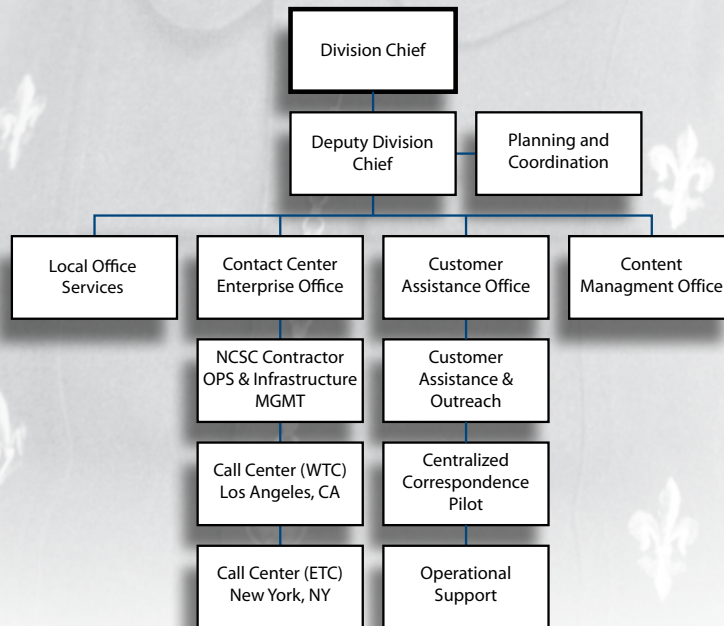 Division Chief
Deputy Division
Chief
Planning and
Coordination
Local Office
Services
Contact Center
Enterprise Office
Customer
Assistance Office
Content
Managment Office
NCSC Contractor
OPS & Infrastructure
MGMT
Customer
Assistance &
Outreach
Call Center (WTC)
Los Angeles, CA
Centralized
Correspondence
Pilot
Call Center (ETC)
New York, NY
Operational
Support